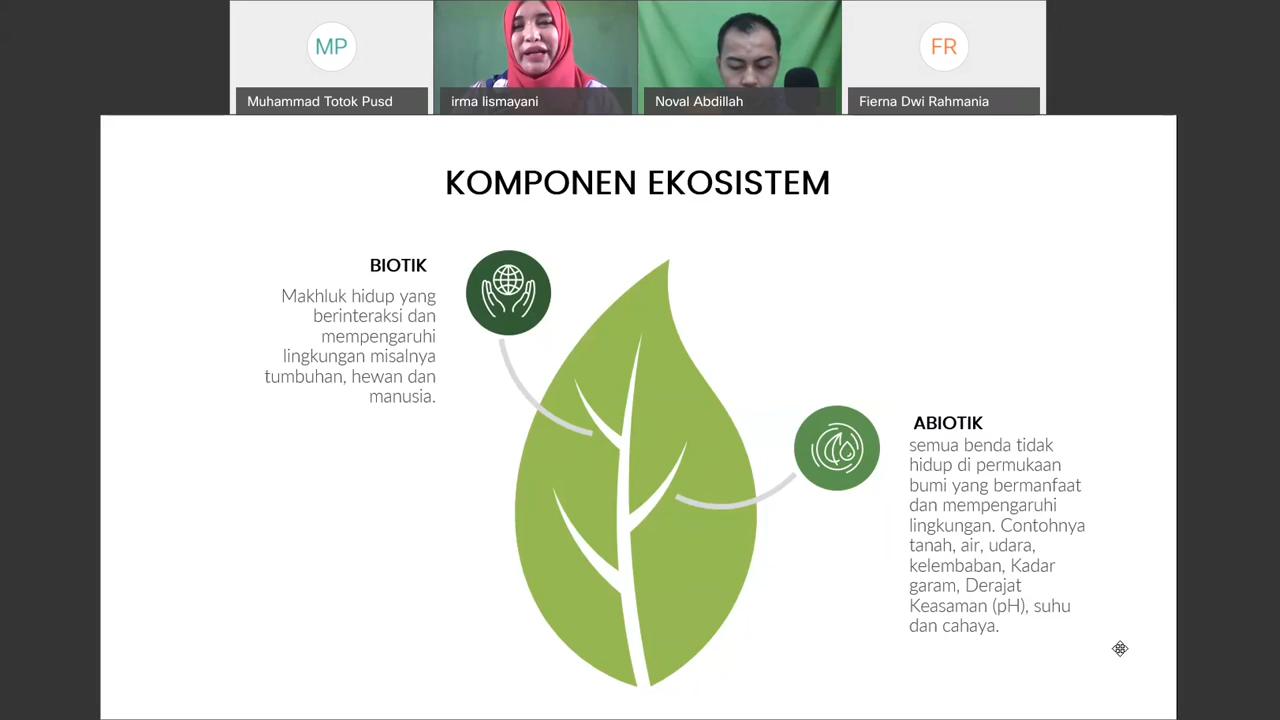 MP
Muhammad Totok Pusd
irma Iismayani
Noval Abdillah
FR
Fierna Dwi Rahmania
KOMPONEN EKOSISTEM
BIOTIK
Makhluk hidup yang
berinteraksi dan
mempengaruhi
lingkungan misalnya
tumbuhan, hewan dan
manusia.
ABIOTIK
semua benda tidak
hidup di permukaan
bumi yang bermanfaat
dan mempengaruhi
lingkungan. Contohnya
tanah, air, udara,
kelembaban, Kadar
garam, Derajat
Keasaman (pH), suhu
dan cahaya.